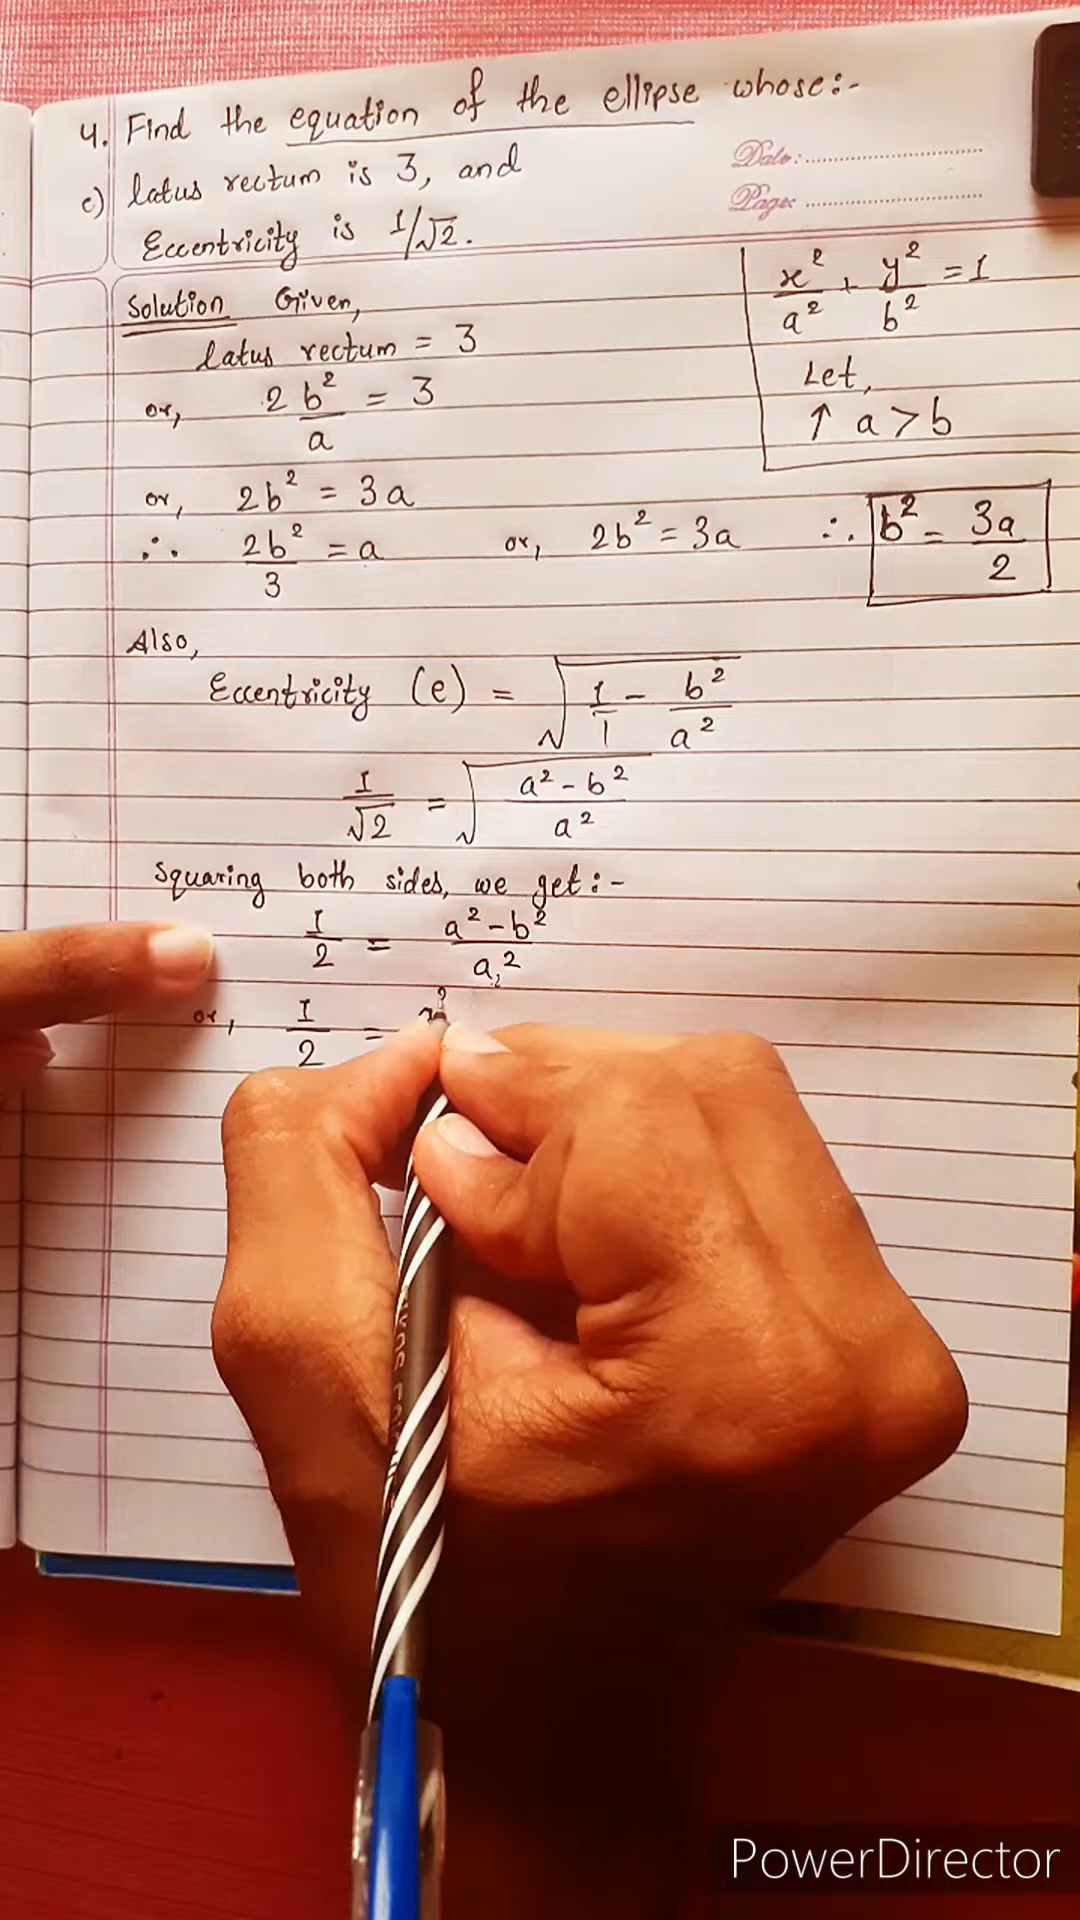 4. Find the equation of the ellipse whose:-
c) latus rectum is 3, and
Eccentricity is 1/√2.
Date:
Page:
x²/a² + y²/b² = 1
Let,
↑ a > b
Solution Given,
latus rectum = 3
or, 2b²/a = 3
or, 2b² = 3a
∴ 2b²/3 = a or, 2b² = 3a ∴ b² = 3a/2
Also,
Eccentricity (e) = √(1/1 - b²/a²)
1/√2 = √((a² - b²)/a²)
Squaring both sides, we get:-
1/2 = (a² - b²)/a²
or, 1/2 =
PowerDirector